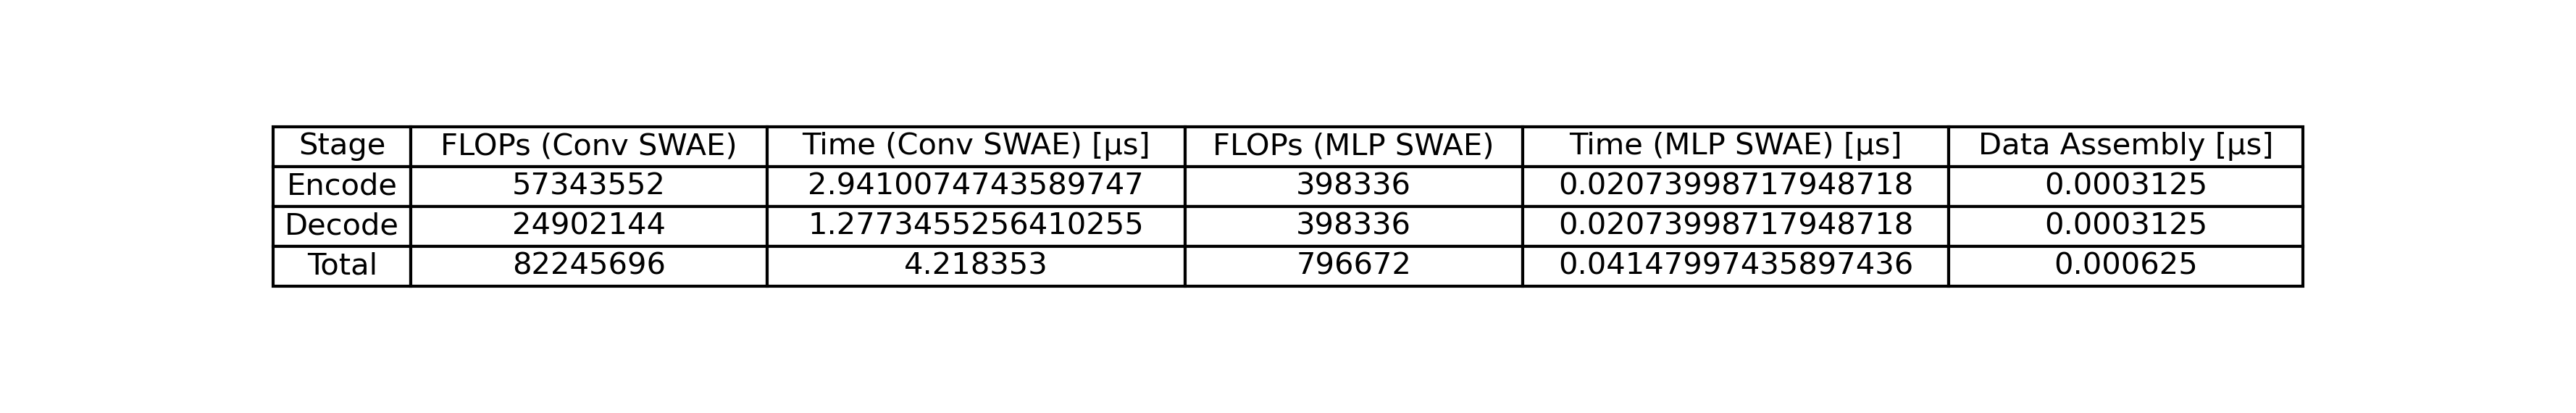 Stage FLOPs (Conv SWAE) Time (Conv SWAE) [µs] FLOPs (MLP SWAE) Time (MLP SWAE) [µs] Data Assembly [µs]
Encode 57343552 2.9410074743589747 398336 0.02073998717948718 0.0003125
Decode 24902144 1.2773455256410255 398336 0.02073998717948718 0.0003125
Total 82245696 4.218353 796672 0.04147997435897436 0.000625